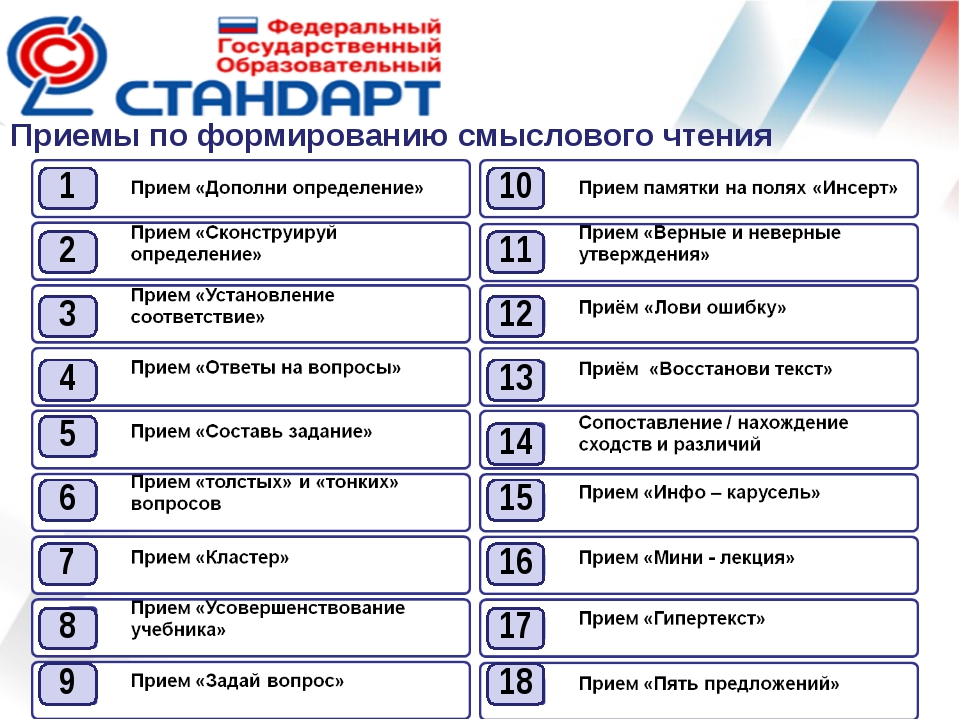 Федеральный
Государственный
Образовательный
СТАНДАРТ
Приемы по формированию смыслового чтения
1
Прием «Дополни определение»
2
Прием «Сконструируй
определение»
3
Прием «Установление
соответствие»
4
Прием «Ответы на вопросы»
5
Прием «Составь задание»
6
Прием «толстых» и «тонких»
вопросов
7
Прием «Кластер»
8
Прием «Усовершенствование
учебника»
9
Прием «Задай вопрос»
10
Прием памятки на полях «Инсерт»
11
Прием «Верные и неверные
утверждения»
12
Приём «Лови ошибку»
13
Приём «Восстанови текст»
14
Сопоставление / нахождение
сходств и различий
15
Прием «Инфо – карусель»
16
Прием «Мини - лекция»
17
Прием «Гипертекст»
18
Прием «Пять предложений»